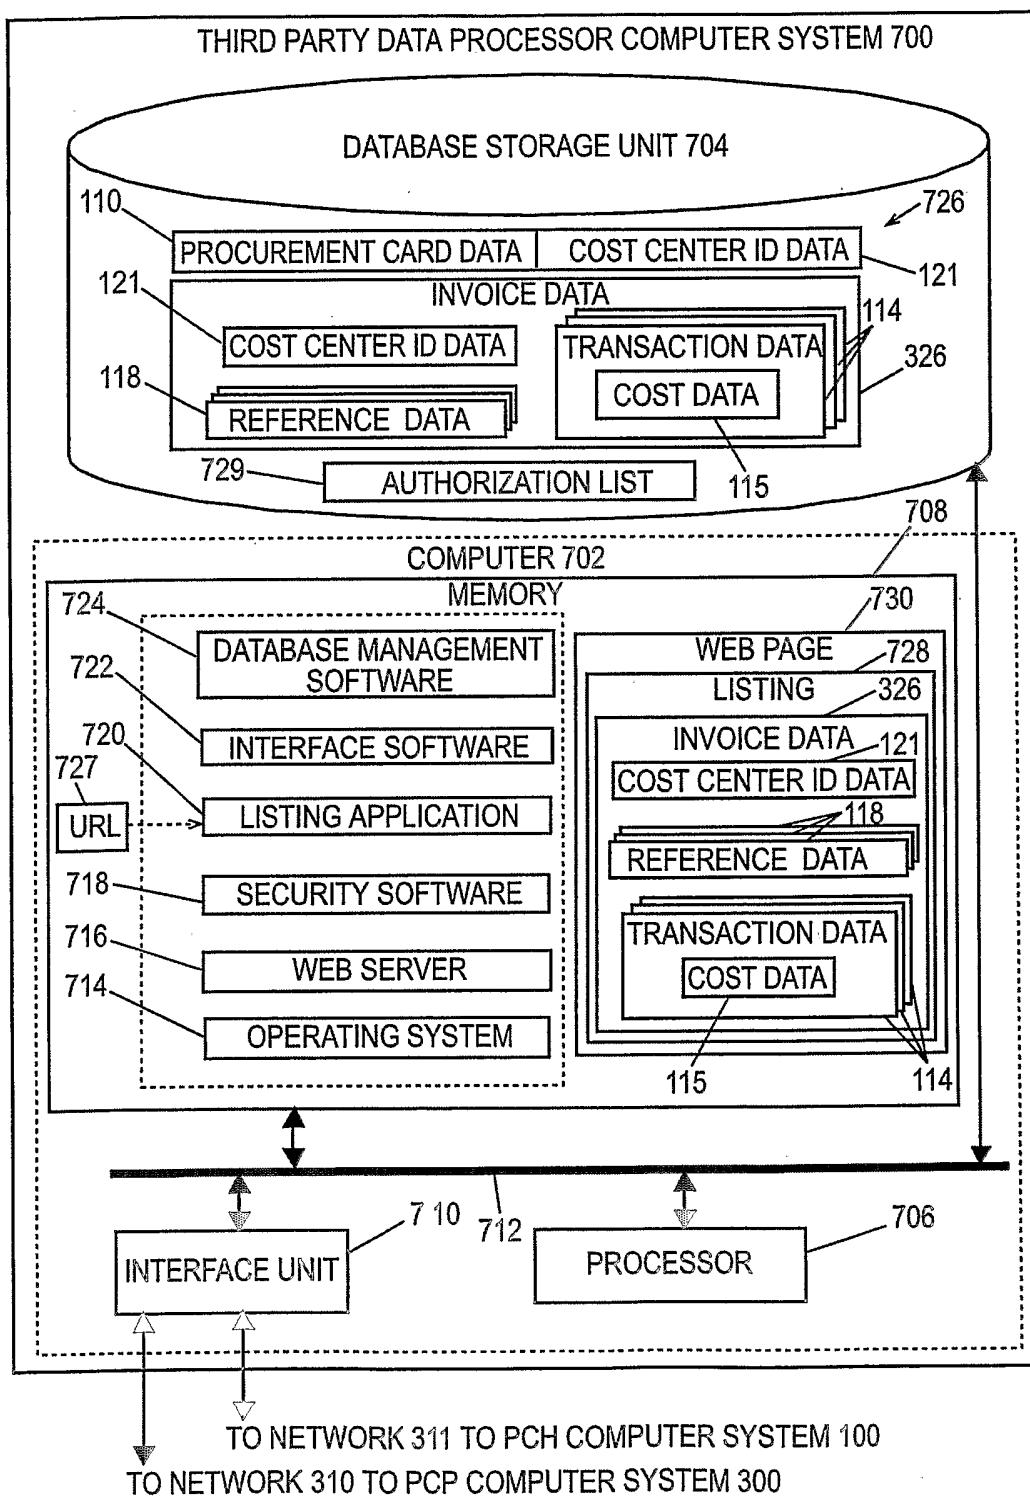 THIRD PARTY DATA PROCESSOR COMPUTER SYSTEM 700
DATABASE STORAGE UNIT 704
110
726
PROCUREMENT CARD DATA
COST CENTER ID DATA
121
121
INVOICE DATA
114
COST CENTER ID DATA
TRANSACTION DATA
326
118
COST DATA
REFERENCE DATA
729
AUTHORIZATION LIST
115
708
COMPUTER 702
MEMORY
724
730
DATABASE MANAGEMENT
SOFTWARE
WEB PAGE
728
LISTING
722
326
INTERFACE SOFTWARE
INVOICE DATA
121
720
COST CENTER ID DATA
727
URL
LISTING APPLICATION
118
REFERENCE DATA
718
SECURITY SOFTWARE
716
TRANSACTION DATA
WEB SERVER
COST DATA
714
OPERATING SYSTEM
115
114
7 10
712
706
INTERFACE UNIT
PROCESSOR
TO NETWORK 311 TO PCH COMPUTER SYSTEM 100
TO NETWORK 310 TO PCP COMPUTER SYSTEM 300